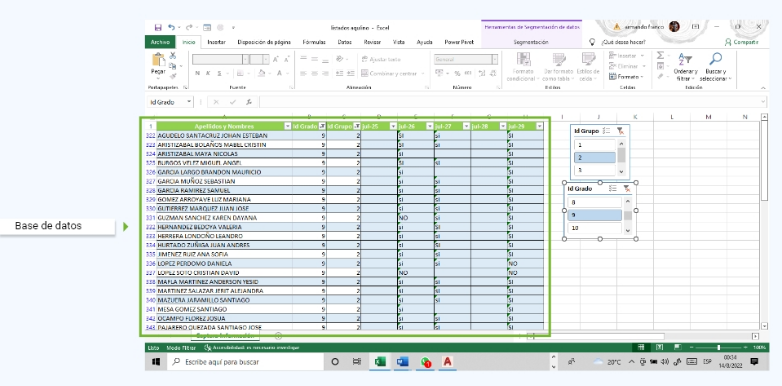 listados aquino - Excel
Herramientas de Segmentación de datos
armando franco
Archivo Inicio Insertar Disposición de página Fórmulas Datos Revisar Vista Ayuda Power Pivot Segmentación ¿Qué desea hacer? Compartir
Pegar
N K S
Ajustar texto
Combinar y centrar
General
Formato condicional
Dar formato como tabla
Estilos de celda
Insertar
Eliminar
Formato
Ordenar y filtrar
Buscar y seleccionar
Portapapeles Fuente Alineación Número Estilos Celdas Edición
Id Grado
1 Apellidos y Nombres Id Grado Id Grupo Jul-25 Jul-26 Jul-27 Jul-28 Jul-29
322 AGUDELO SANTACRUZ JOHAN ESTEBAN 9 2 SI si SI
323 ARISTIZABAL BOLAÑOS MABEL CRISTIN 9 2 SI SI SI
324 ARISTIZABAL MAYA NICOLAS 9 2 si si SI
325 BURGOS VELEZ MIGUEL ANGEL 9 2 SI SI SI
326 GARCIA LARGO BRANDON MAURICIO 9 2 si SI
327 GARCIA MUÑOZ SEBASTIAN 9 2 si si SI
328 GARCIA RAMIREZ SAMUEL 9 2 si SI SI
329 GOMEZ ARROYAVE LUZ MARIANA 9 2 si SI SI
330 GUTIERREZ MARQUEZ JUAN JOSE 9 2 si si SI
331 GUZMAN SANCHEZ KAREN DAYANA 9 2 NO si SI
332 HERNANDEZ BEDOYA VALERIA 9 2 si SI SI
333 HERRERA LONDOÑO LEANDRO 9 2 si SI SI
334 HURTADO ZUÑIGA JUAN ANDRES 9 2 si si SI
335 JIMENEZ RUIZ ANA SOFIA 9 2 si si SI
336 LOPEZ PERDOMO DANIELA 9 2 si si NO
337 LOPEZ SOTO CRISTIAN DAVID 9 2 NO NO
338 MAFLA MARTINEZ ANDERSON YESID 9 2 si si SI
339 MARTINEZ SALAZAR JERIT ALEJANDRA 9 2 si SI SI
340 MAZUERA JARAMILLO SANTIAGO 9 2 si si SI
341 MESA GOMEZ SANTIAGO 9 2 si SI
342 OCAMPO FLOREZ JOSUA 9 2 si si SI
343 PAJARERO QUEZADA SANTIAGO JOSE 9 2 si si SI
I J K L M N
Id Grupo
1
2
3
Id Grado
8
9
10
Base de datos
Captura Información
Listo Modo Filtrar Accesibilidad: es necesario investigar 100%
Escribe aquí para buscar
20°C ESP 00:54
14/8/2022